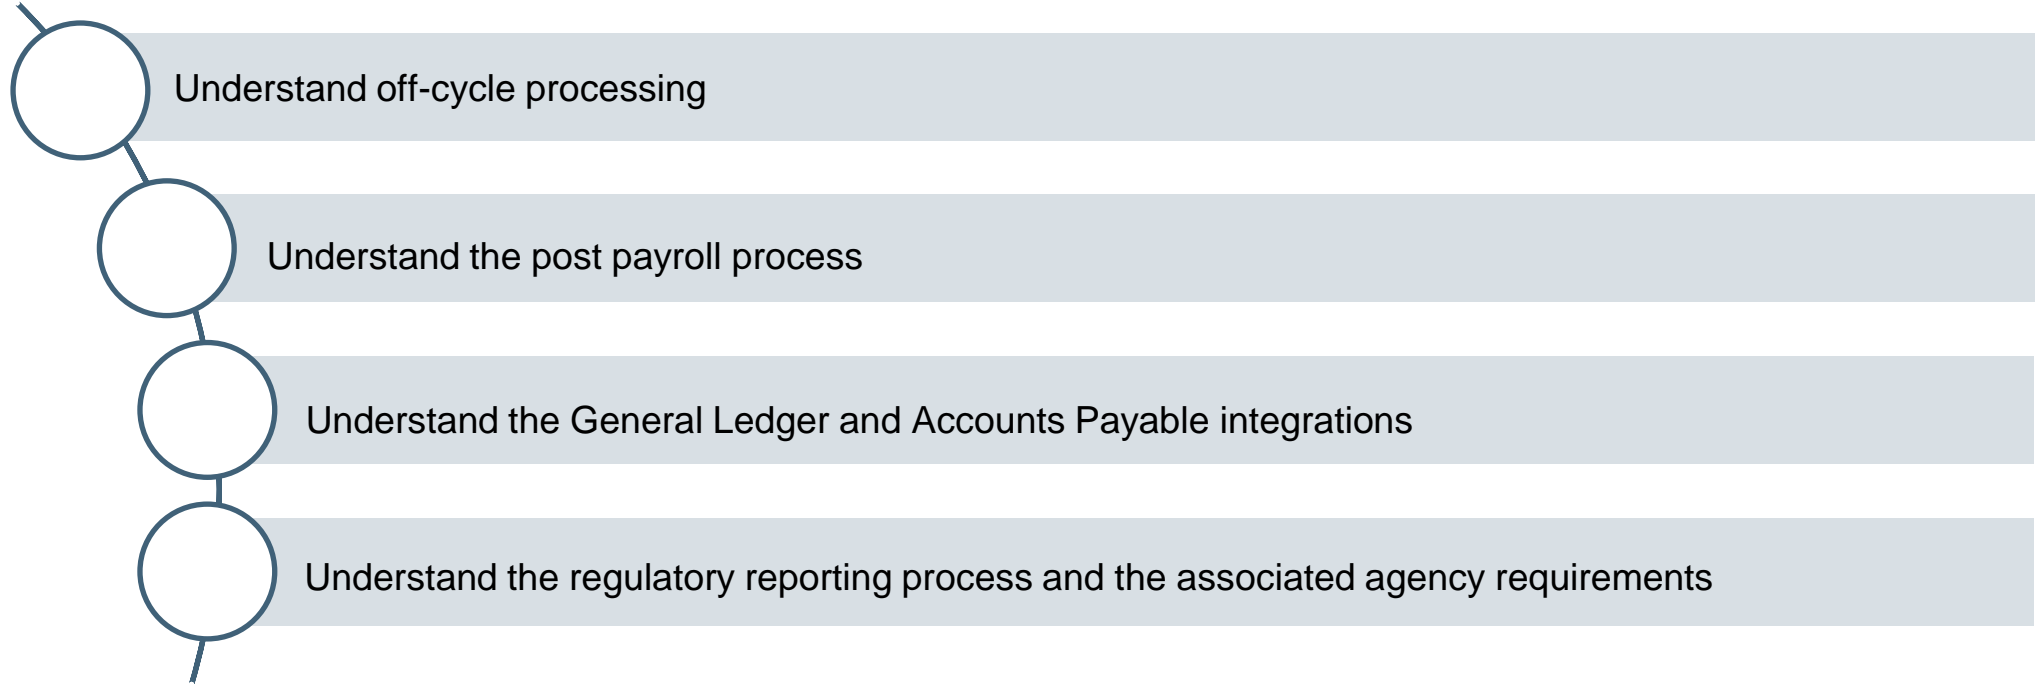 Understand off-cycle processing
Understand the post payroll process
Understand the General Ledger and Accounts Payable integrations
Understand the regulatory reporting process and the associated agency requirements